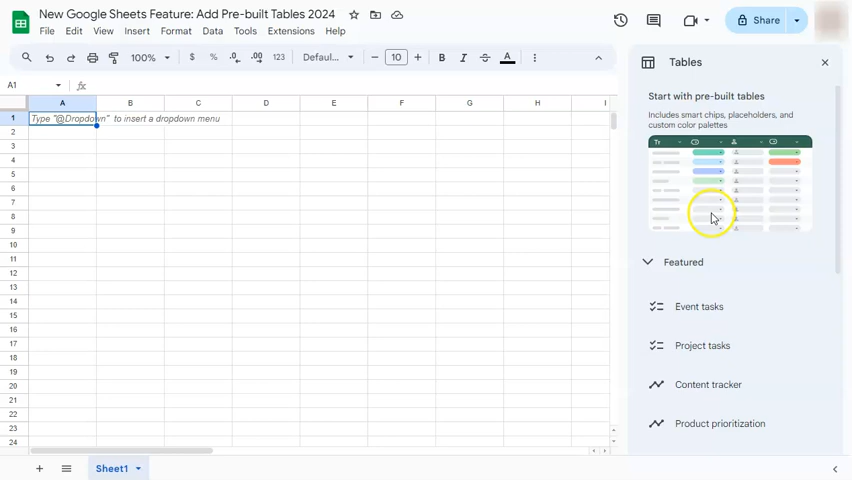 New Google Sheets Feature: Add Pre-built Tables 2024
File Edit View Insert Format Data Tools Extensions Help
Share
100% $ % .0 .00 123 Defaul... − 10 + B I S A
A1 fx
Tables
Start with pre-built tables
Includes smart chips, placeholders, and
custom color palettes
Tr
A B C D E F G H I
1 Type "@Dropdown" to insert a dropdown menu
2
3
4
5
6
7
8
9
10
11
12
13
14
15
16
17
18
19
20
21
22
23
24
Featured
Event tasks
Project tasks
Content tracker
Product prioritization
+ Sheet1